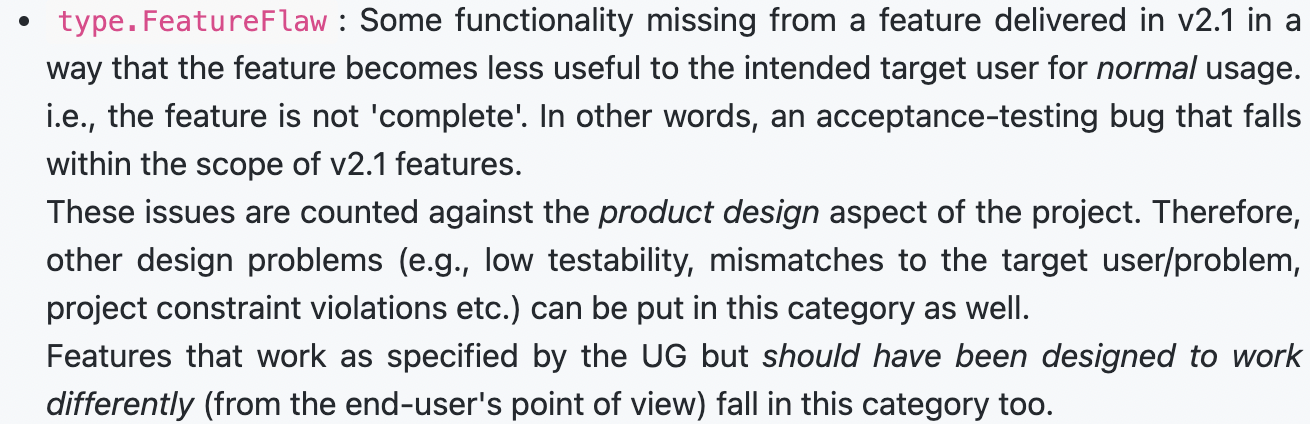 • type.FeatureFlaw : Some functionality missing from a feature delivered in v2.1 in a
way that the feature becomes less useful to the intended target user for normal usage.
i.e., the feature is not 'complete'. In other words, an acceptance-testing bug that falls
within the scope of v2.1 features.
These issues are counted against the product design aspect of the project. Therefore,
other design problems (e.g., low testability, mismatches to the target user/problem,
project constraint violations etc.) can be put in this category as well.
Features that work as specified by the UG but should have been designed to work
differently (from the end-user's point of view) fall in this category too.